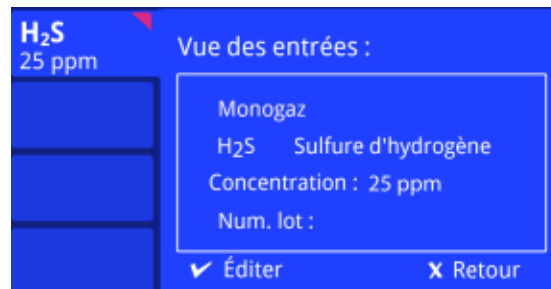 H₂S
25 ppm
Vue des entrées :
Monogaz
H₂S Sulfure d'hydrogène
Concentration : 25 ppm
Num. lot :
✔ Éditer X Retour